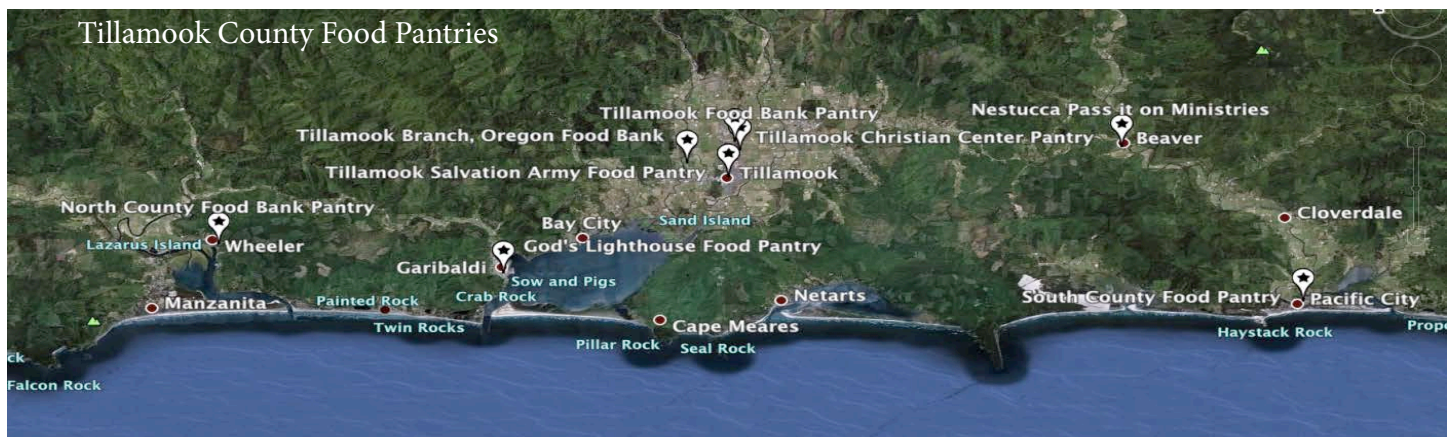 Tillamook County Food Pantries
Tillamook Food Bank Pantry
Nestucca Pass it on Ministries
Tillamook Branch, Oregon Food Bank
Tillamook Christian Center Pantry
Beaver
Tillamook Salvation Army Food Pantry
Tillamook
North County Food Bank Pantry
Sand Island
Bay City
Cloverdale
Lazarus Island
Wheeler
God's Lighthouse Food Pantry
Garibaldi
Sow and Pigs
Crab Rock
Manzanita
Painted Rock
Netarts
South County Food Pantry
Pacific City
Twin Rocks
Cape Meares
Haystack Rock
Prope
Pillar Rock
Seal Rock
ck
Falcon Rock